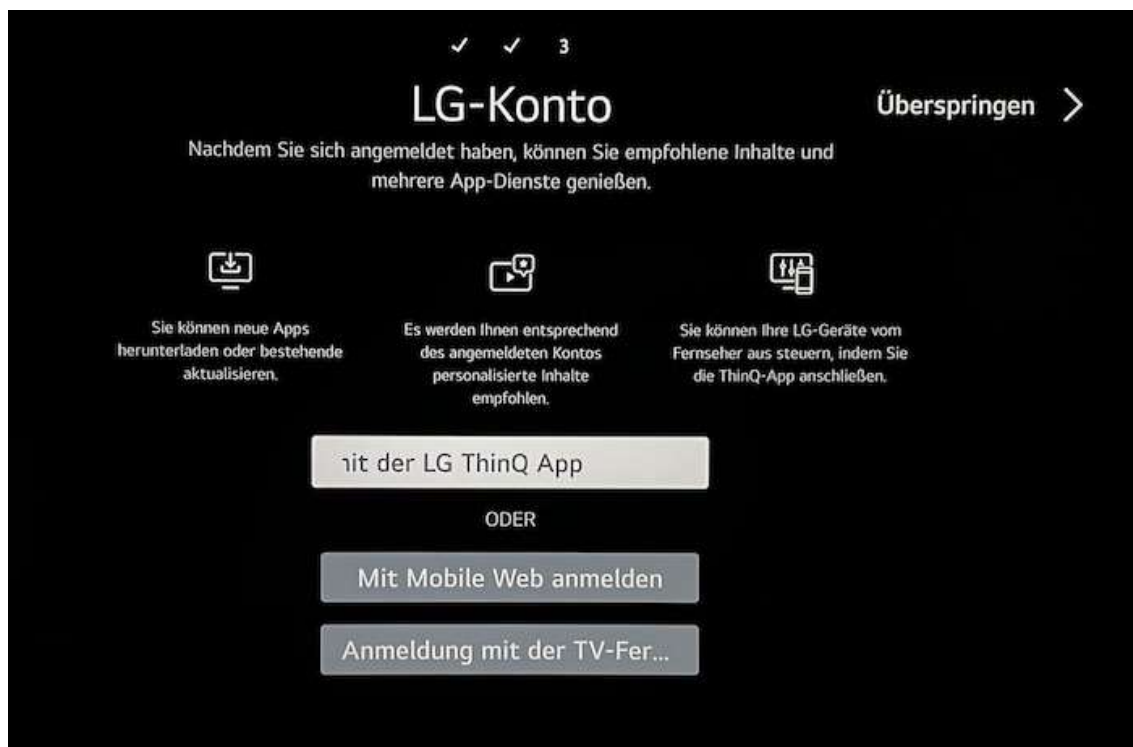 ✓ ✓ 3
LG-Konto
Überspringen >
Nachdem Sie sich angemeldet haben, können Sie empfohlene Inhalte und
mehrere App-Dienste genießen.
Sie können neue Apps
herunterladen oder bestehende
aktualisieren.
Es werden Ihnen entsprechend
des angemeldeten Kontos
personalisierte Inhalte
empfohlen.
Sie können Ihre LG-Geräte vom
Fernseher aus steuern, indem Sie
die ThinQ-App anschließen.
der LG ThinQ App
ODER
Mit Mobile Web anmelden
Anmeldung mit der TV-Fer...